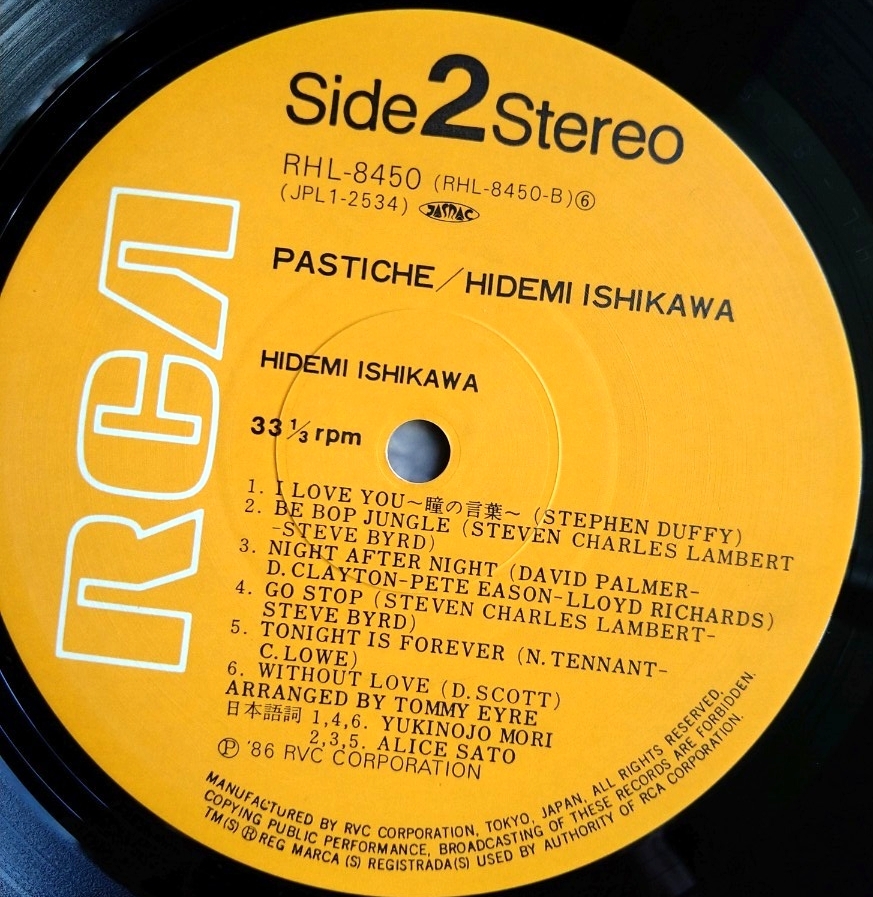 Side 2 Stereo
RHL-8450 (RHL-8450-B)⑥
(JPL1-2534) JASRAC
PASTICHE／HIDEMI ISHIKAWA
HIDEMI ISHIKAWA
33 1/3 rpm
RCA
1. I LOVE YOU～瞳の言葉～ (STEPHEN DUFFY)
2. BE BOP JUNGLE (STEVEN CHARLES LAMBERT
-STEVE BYRD)
3. NIGHT AFTER NIGHT (DAVID PALMER-
D.CLAYTON-PETE EASON-LLOYD RICHARDS)
4. GO STOP (STEVEN CHARLES LAMBERT-
STEVE BYRD)
5. TONIGHT IS FOREVER (N.TENNANT-
C.LOWE)
6. WITHOUT LOVE (D.SCOTT)
ARRANGED BY TOMMY EYRE
日本語詞 1,4,6. YUKINOJO MORI
2,3,5. ALICE SATO
Ⓟ '86 RVC CORPORATION
MANUFACTURED BY RVC CORPORATION, TOKYO, JAPAN, ALL RIGHTS RESERVED,
COPYING PUBLIC PERFORMANCE, BROADCASTING OF THESE RECORDS ARE FORBIDDEN.
TM(S) ® REG MARCA (S) REGISTRADA(S) USED BY AUTHORITY OF RCA CORPORATION.